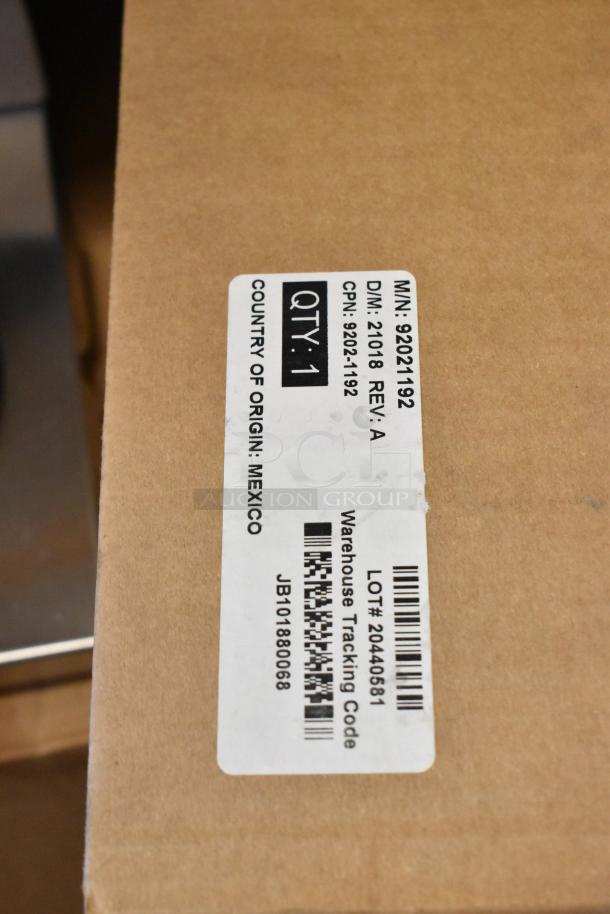 M/N: 92021192
D/M: 21018 REV: A
CPN: 9202-1192
QTY: 1
COUNTRY OF ORIGIN: MEXICO
LOT# 20440581
Warehouse Tracking Code
JB101880068
PCI
AUCTION GROUP